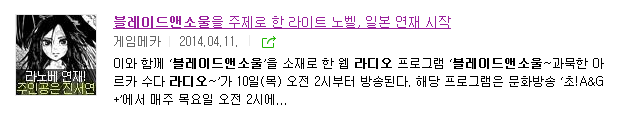 블레이드앤소울을 주제로 한 라이트 노벨, 일본 연재 시작
게임메카 2014.04.11.
라노베 연재!
주인공은 진서연
이와 함께 ‘블레이드앤소울’을 소재로 한 웹 라디오 프로그램 ‘블레이드앤소울~과묵한 아
르카 수다 라디오~’가 10일(목) 오전 2시부터 방송된다. 해당 프로그램은 문화방송 ‘초!A&G
+’에서 매주 목요일 오전 2시에...